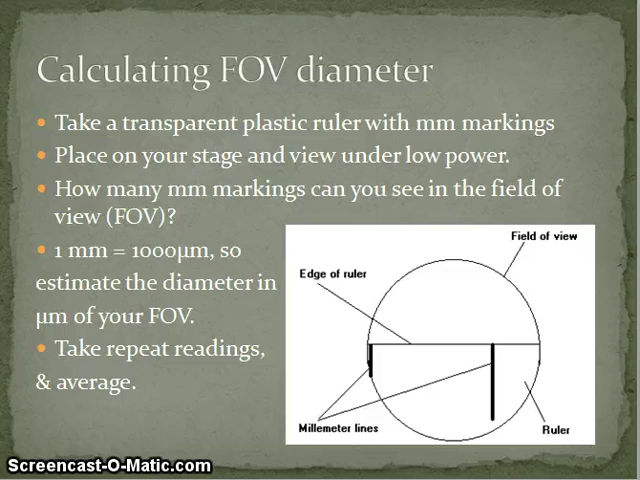 Calculating FOV diameter
• Take a transparent plastic ruler with mm markings
• Place on your stage and view under low power.
• How many mm markings can you see in the field of
view (FOV)?
• 1 mm = 1000μm, so
estimate the diameter in
μm of your FOV.
• Take repeat readings,
& average.
Field of view
Edge of ruler
Millemeter lines
Ruler
Screencast-O-Matic.com